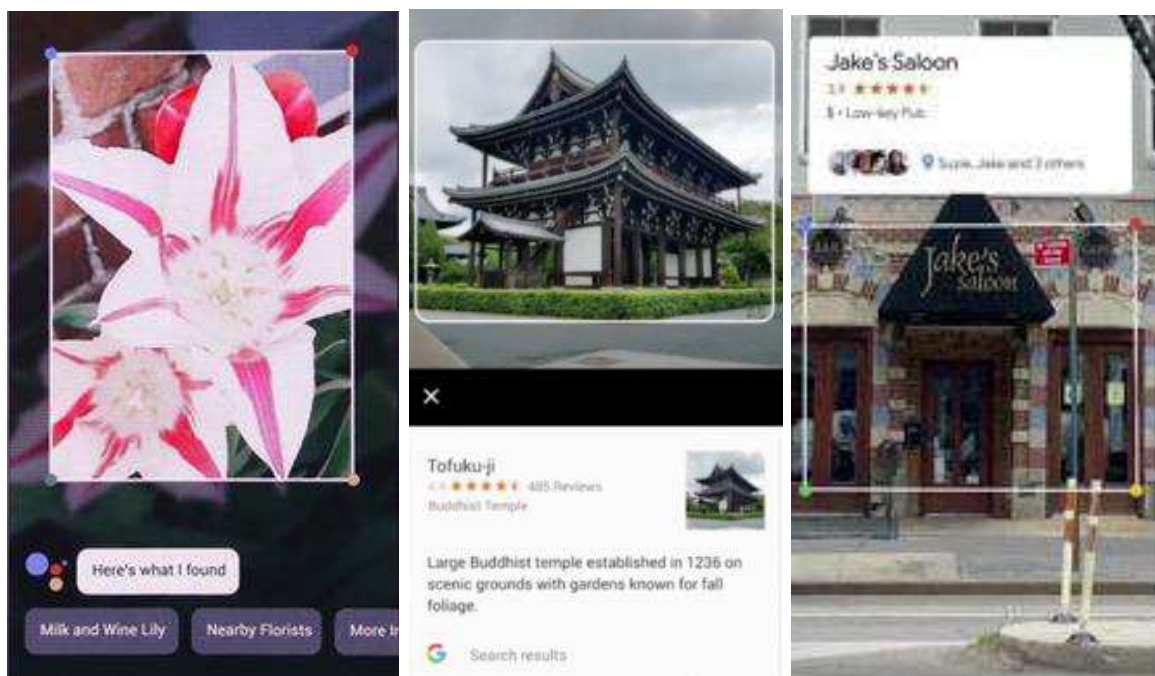 Here's what I found
Milk and Wine Lily
Nearby Florists
More
Tofuku-ji
485 Reviews
Buddhist Temple
Large Buddhist temple established in 1236 on
scenic grounds with gardens known for fall
foliage.
Search results
Jake's Saloon
$ • Low-key Pub
Suzie, Jake and 3 others
Jake's
saloon